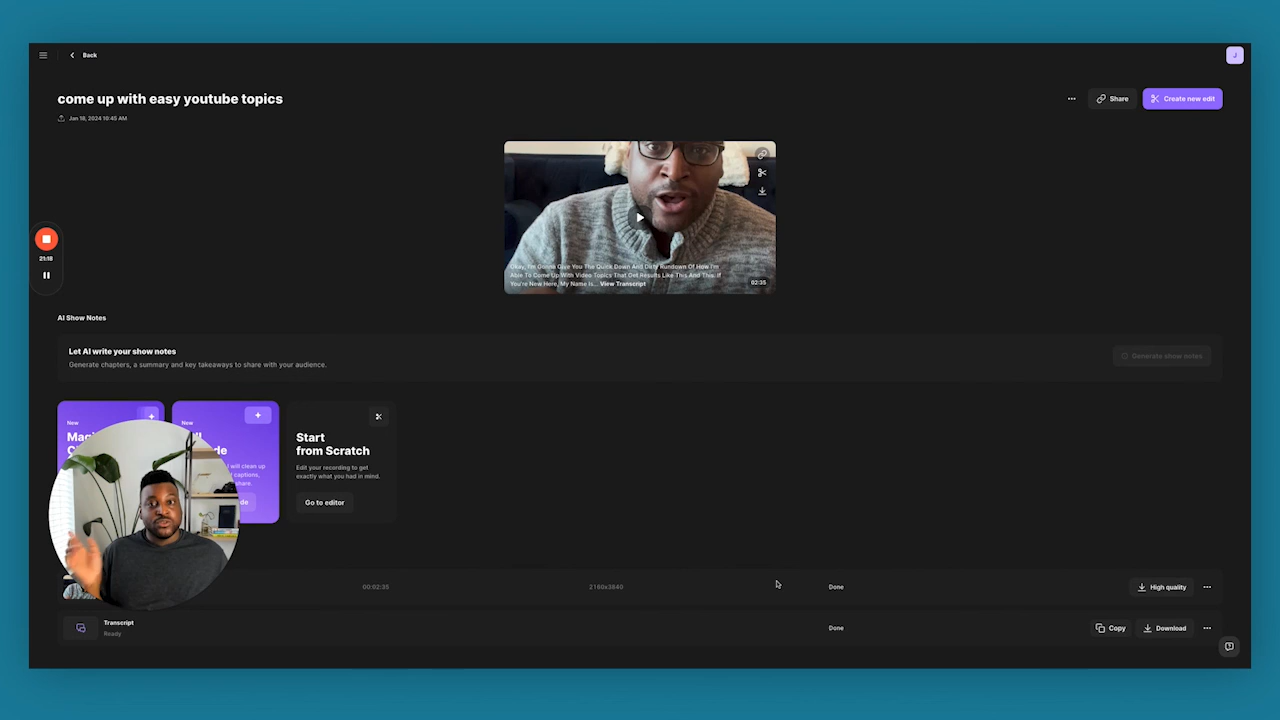 Back
J
come up with easy youtube topics
Jan 18, 2024 10:45 AM
Share
Create new edit
Okay, I'm Gonna Give You The Quick Down And Dirty Rundown Of How I'm
Able To Come Up With Video Topics That Get Results Like This And This. If
You're New Here, My Name Is... View Transcript
02:35
21:18
AI Show Notes
Let AI write your show notes
Generate chapters, a summary and key takeaways to share with your audience.
Generate show notes
New
New
Start
from Scratch
Edit your recording to get
exactly what you had in mind.
Go to editor
will clean up
captions,
share.
00:02:35
2160x3840
Done
High quality
Transcript
Ready
Done
Copy
Download